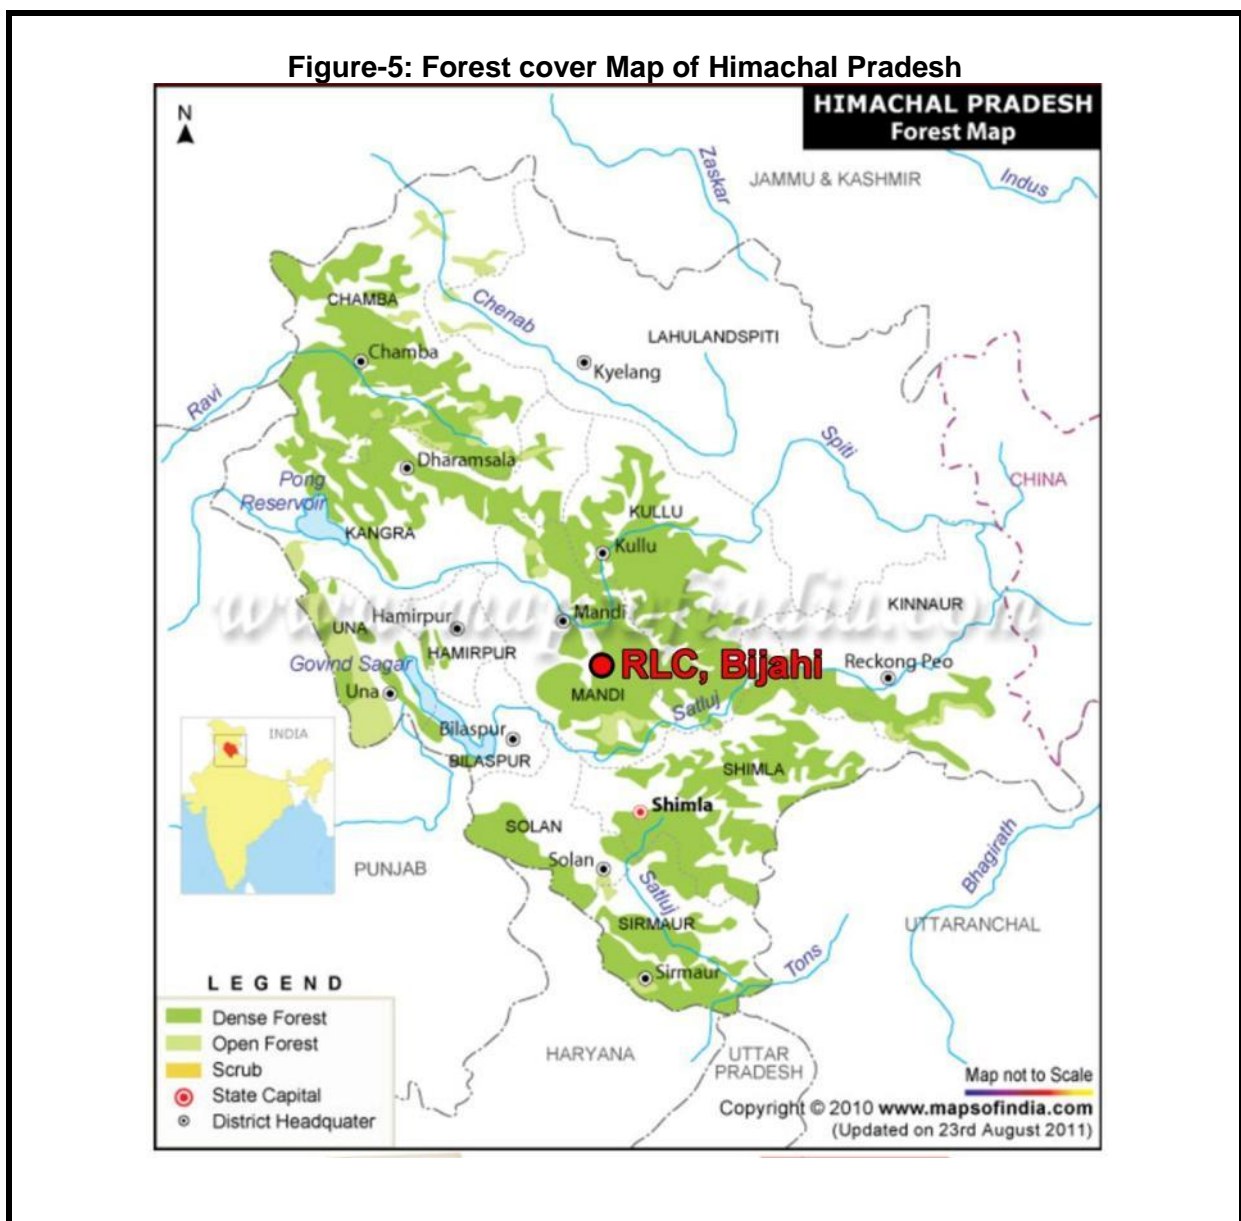 Figure-5: Forest cover Map of Himachal Pradesh
HIMACHAL PRADESH
Forest Map
N
Zaskar
JAMMU & KASHMIR
Indus
CHAMBA
Chenab
LAHULANDSPITI
Chamba
Kyelang
Ravi
Spiti
Dharamsala
Pong
Reservoir
CHINA
KULLU
KANGRA
Kullu
www.mapsofindia.com
KINNAUR
Mandi
Hamirpur
UNA
HAMIRPUR
Govind Sagar
RLC, Bijahi
Reckong Peo
Una
MANDI
Satluj
INDIA
Bilaspur
BILASPUR
SHIMLA
Shimla
SOLAN
Solan
PUNJAB
Satluj
Bhagirath
SIRMAUR
UTTARANCHAL
Tons
Sirmaur
LEGEND
Dense Forest
Open Forest
Scrub
State Capital
District Headquater
HARYANA
UTTAR
PRADESH
Map not to Scale
Copyright © 2010 www.mapsofindia.com
(Updated on 23rd August 2011)